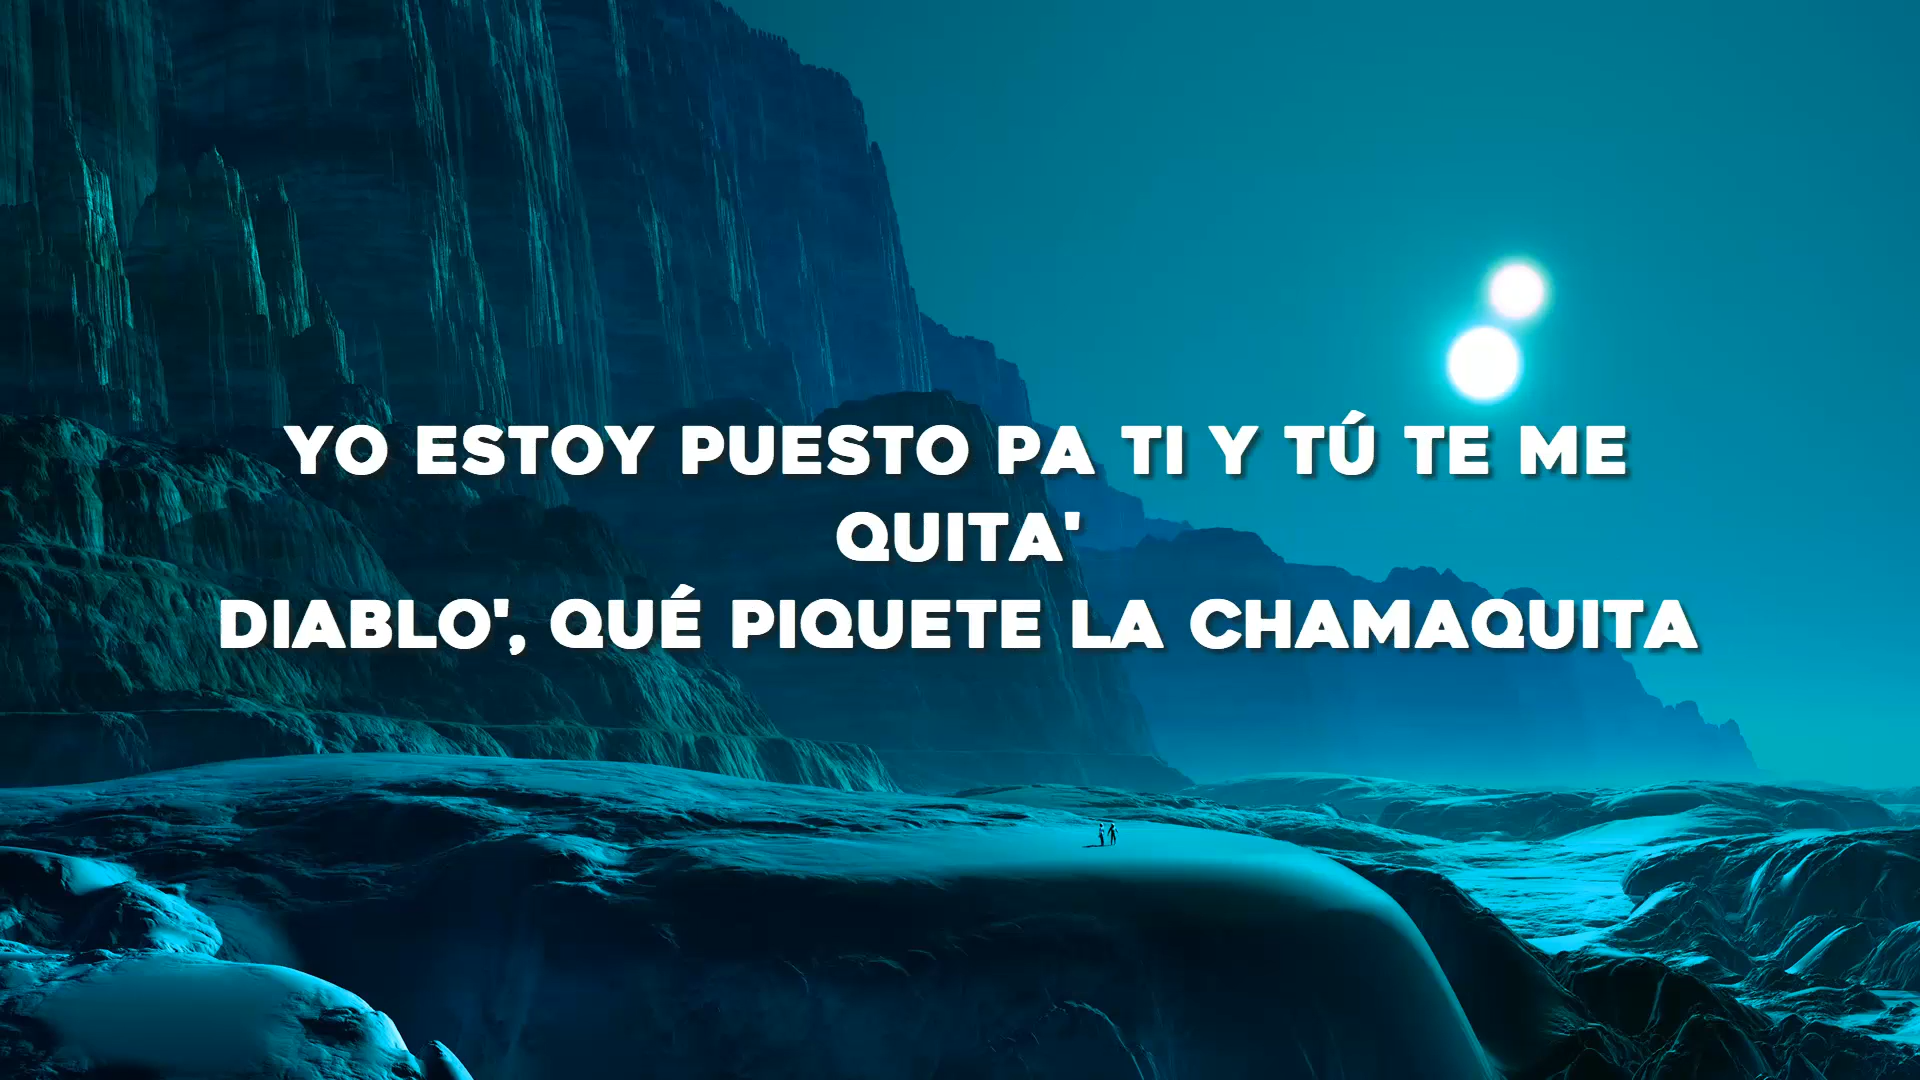 YO ESTOY PUESTO PA TI Y TÚ TE ME
QUITA'
DIABLO', QUÉ PIQUETE LA CHAMAQUITA